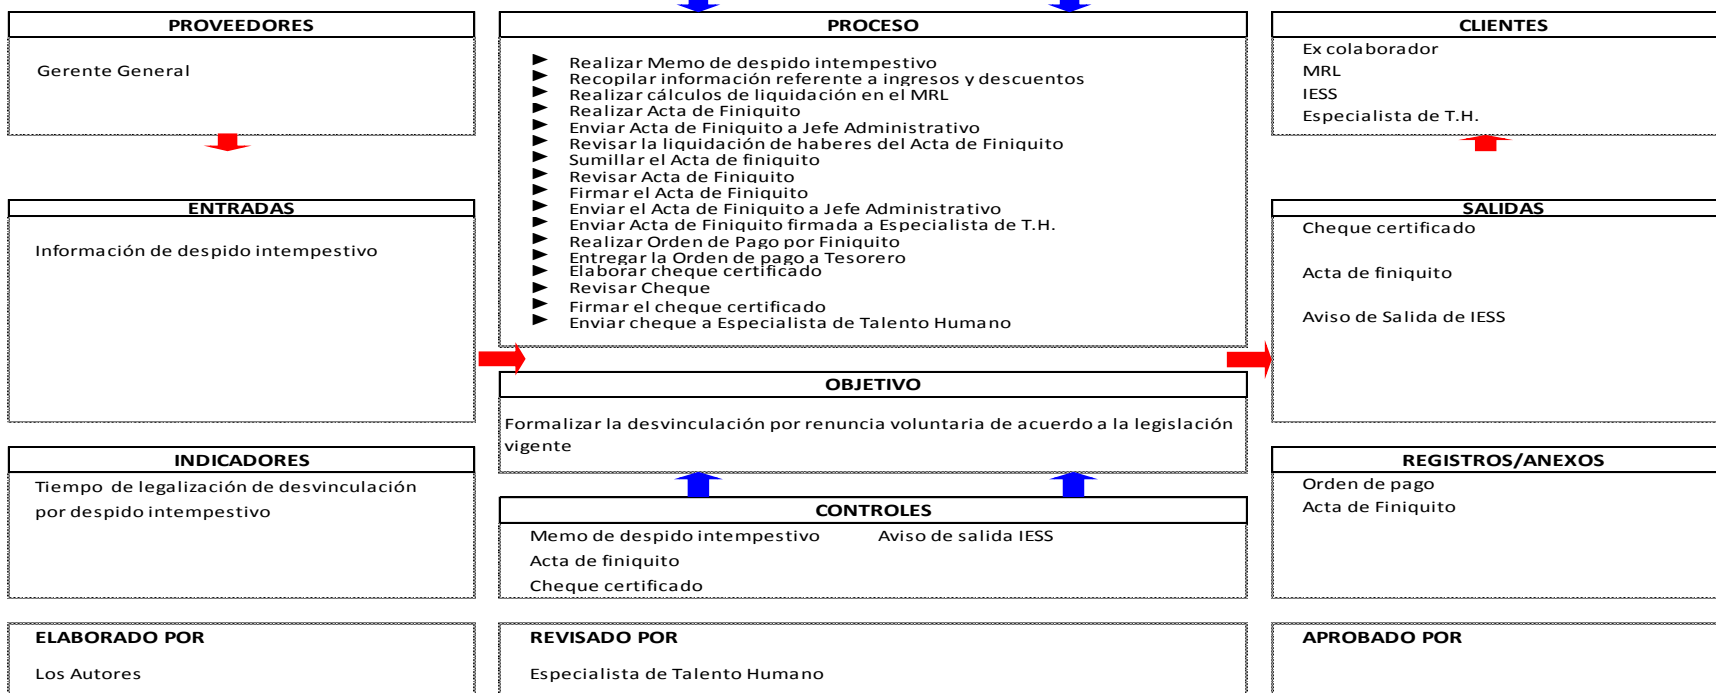 PROVEEDORES
Gerente General
PROCESO
Realizar Memo de despido intempestivo
Recopilar información referente a ingresos y descuentos
Realizar cálculos de liquidación en el MRL
Realizar Acta de Finiquito
Enviar Acta de Finiquito a Jefe Administrativo
Revisar la liquidación de haberes del Acta de Finiquito
Sumillar el Acta de finiquito
Revisar Acta de Finiquito
Firmar el Acta de Finiquito
Enviar el Acta de Finiquito a Jefe Administrativo
Enviar Acta de Finiquito firmada a Especialista de T.H.
Realizar Orden de Pago por Finiquito
Entregar la Orden de pago a Tesorero
Elaborar cheque certificado
Revisar Cheque
Firmar el cheque certificado
Enviar cheque a Especialista de Talento Humano
CLIENTES
Ex colaborador
MRL
IESS
Especialista de T.H.
ENTRADAS
Información de despido intempestivo
SALIDAS
Cheque certificado
Acta de finiquito
Aviso de Salida de IESS
OBJETIVO
Formalizar la desvinculación por renuncia voluntaria de acuerdo a la legislación
vigente
INDICADORES
Tiempo de legalización de desvinculación
por despido intempestivo
CONTROLES
Memo de despido intempestivo Aviso de salida IESS
Acta de finiquito
Cheque certificado
REGISTROS/ANEXOS
Orden de pago
Acta de Finiquito
ELABORADO POR
Los Autores
REVISADO POR
Especialista de Talento Humano
APROBADO POR